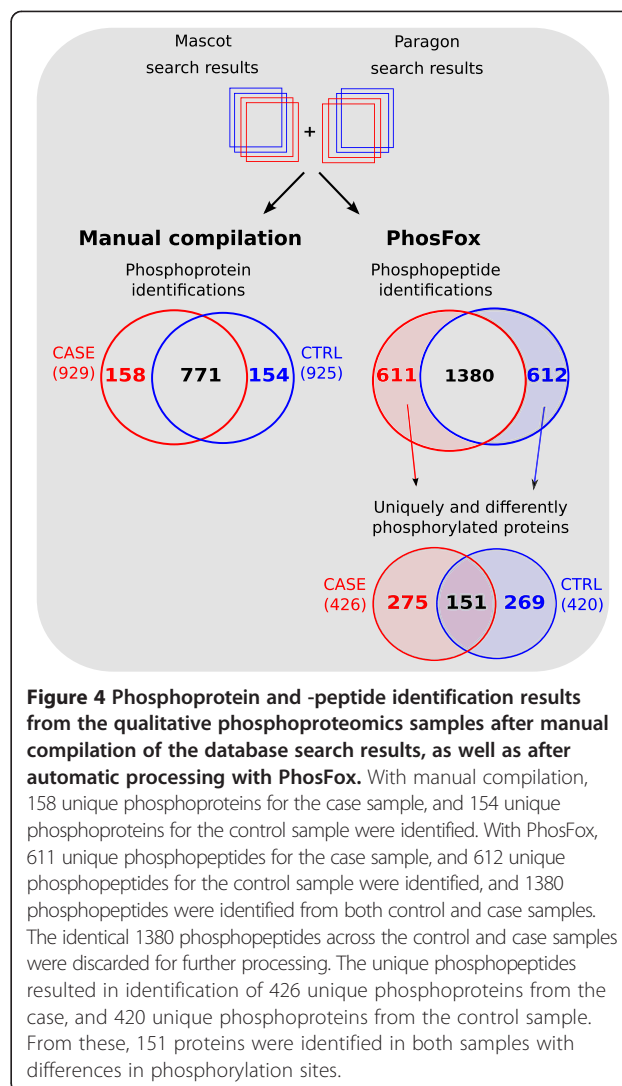 Mascot
search results
Paragon
search results
+
Manual compilation
PhosFox
Phosphoprotein
identifications
Phosphopeptide
identifications
CASE
(929)
158
771
154
CTRL
(925)
611
1380
612
Uniquely and differently
phosphorylated proteins
CASE
(426)
275
151
269
CTRL
(420)
Figure 4 Phosphoprotein and -peptide identification results
from the qualitative phosphoproteomics samples after manual
compilation of the database search results, as well as after
automatic processing with PhosFox. With manual compilation,
158 unique phosphoproteins for the case sample, and 154 unique
phosphoproteins for the control sample were identified. With PhosFox,
611 unique phosphopeptides for the case sample, and 612 unique
phosphopeptides for the control sample were identified, and 1380
phosphopeptides were identified from both control and case samples.
The identical 1380 phosphopeptides across the control and case samples
were discarded for further processing. The unique phosphopeptides
resulted in identification of 426 unique phosphoproteins from the
case, and 420 unique phosphoproteins from the control sample.
From these, 151 proteins were identified in both samples with
differences in phosphorylation sites.